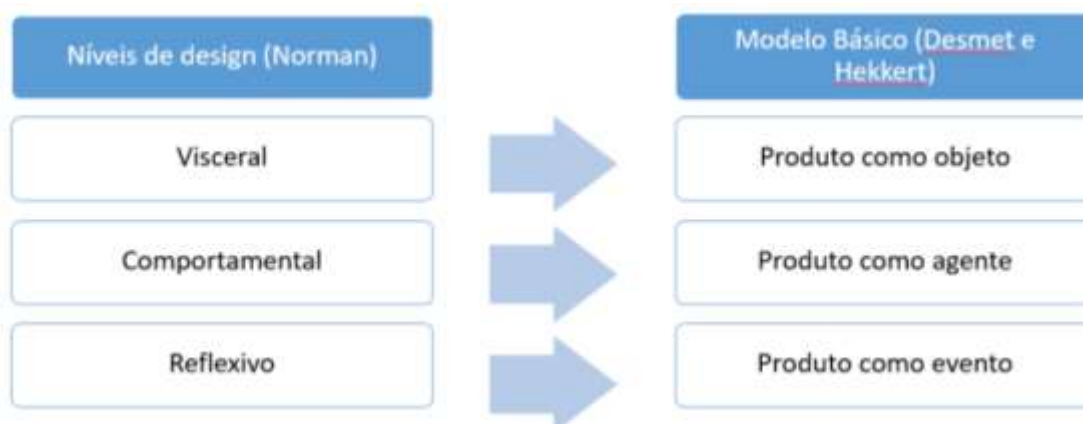 Níveis de design (Norman)
Modelo Básico (Desmet e
Hekkert)
Visceral
Produto como objeto
Comportamental
Produto como agente
Reflexivo
Produto como evento